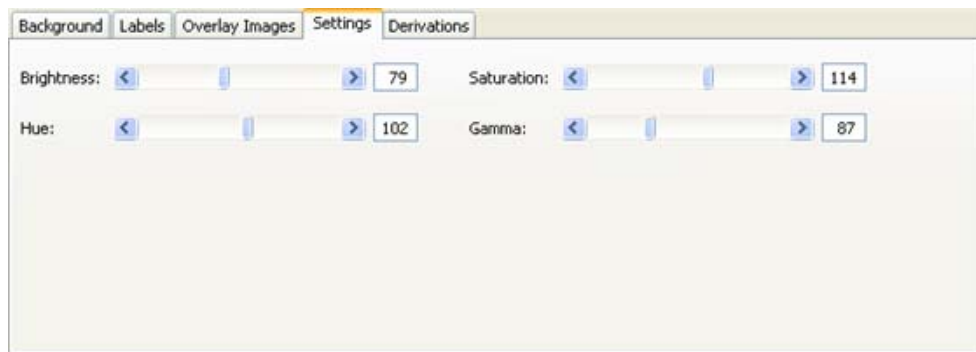 Background Labels Overlay Images Settings Derivations
Brightness: 79 Saturation: 114
Hue: 102 Gamma: 87